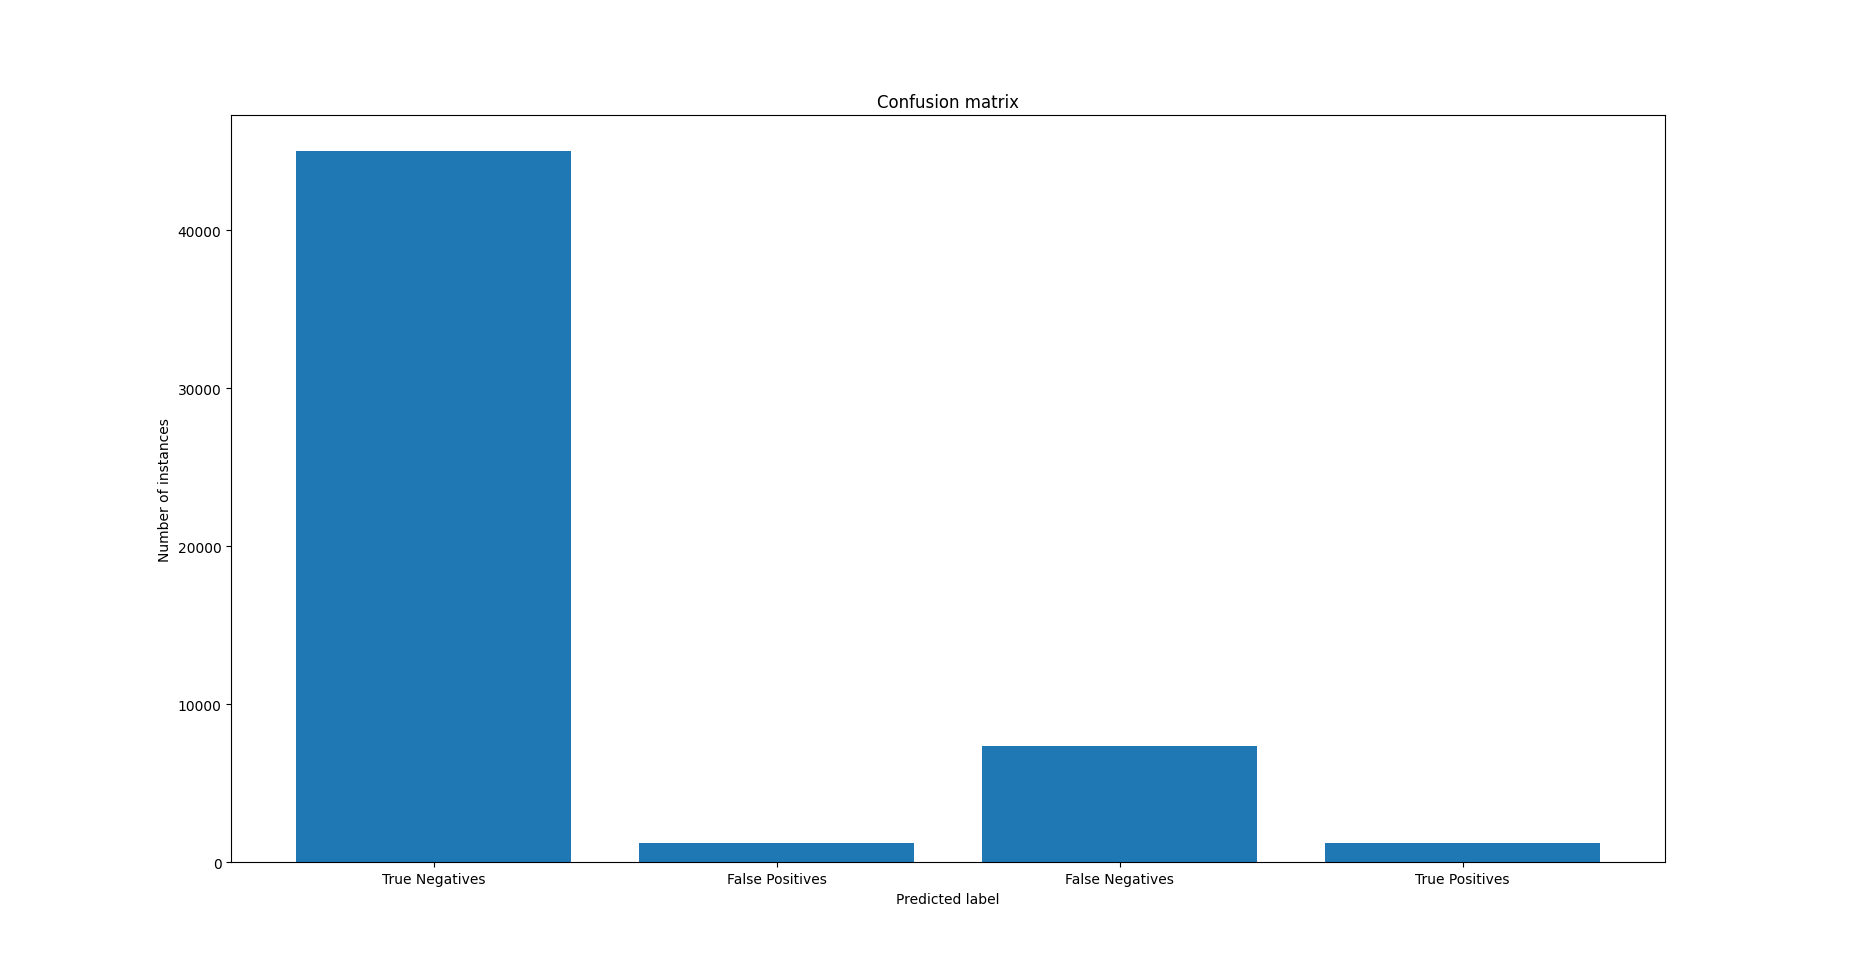 Confusion matrix
Number of instances
40000
30000
20000
10000
0
True Negatives
False Positives
False Negatives
True Positives
Predicted label